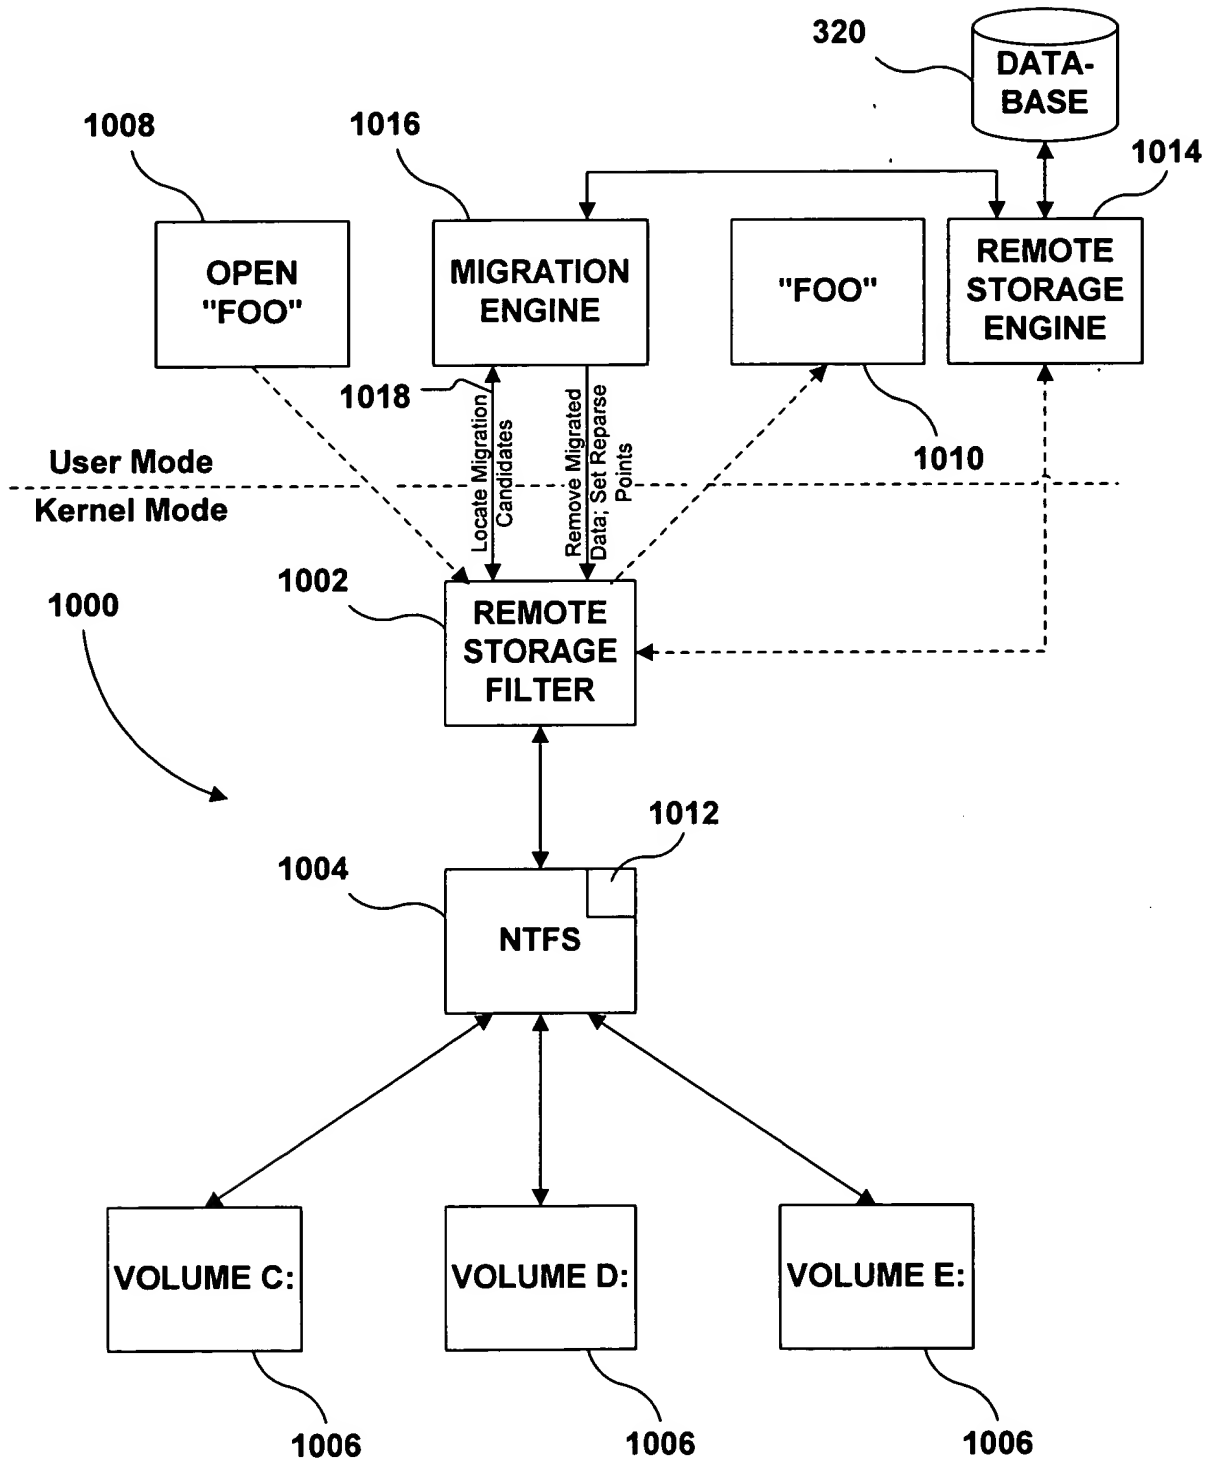 320
DATA-
BASE
1008
1016
1014
OPEN
"FOO"
MIGRATION
ENGINE
"FOO"
REMOTE
STORAGE
ENGINE
1018
Locate Migration
Candidates
Remove Migrated
Data; Set Reparse
Points
1010
User Mode
Kernel Mode
1000
1002
REMOTE
STORAGE
FILTER
1012
1004
NTFS
VOLUME C:
VOLUME D:
VOLUME E:
1006
1006
1006